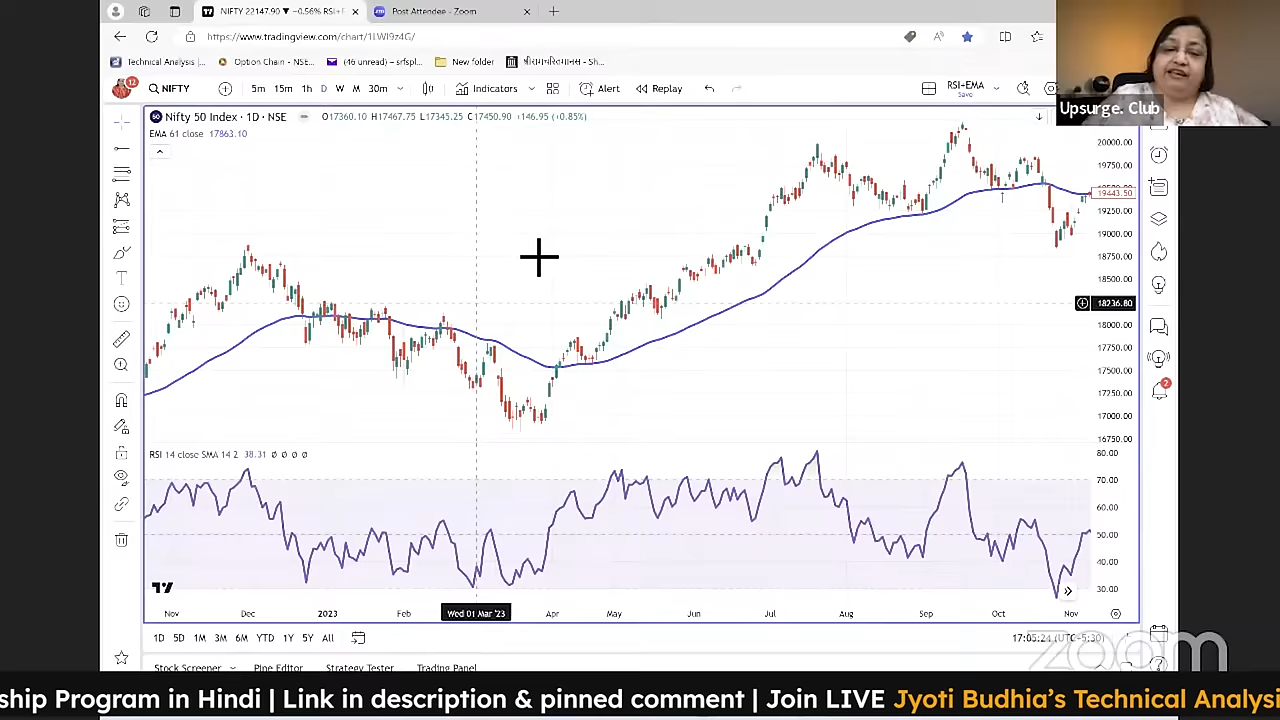 NIFTY 22147.90 ▼ −0.56% RSI+E
Post Attendee - Zoom
https://www.tradingview.com/chart/1LWI9z4G/
Technical Analysis |...
Option Chain - NSE...
(46 unread) - srfspl...
New folder
श्रीरामचरितमानस - Sh...
12
NIFTY
5m 15m 1h D W M 30m
Indicators
Alert
Replay
RSI+EMA
Save
Upsurge. Club
Nifty 50 Index · 1D · NSE
C17450.90 +146.95 (+0.85%)
EMA 61 close 17863.10
20000.00
19750.00
19443.50
19250.00
19000.00
18750.00
18500.00
18236.80
18000.00
17750.00
17500.00
17250.00
17000.00
16750.00
RSI 14 close SMA 14 2 38.31 ∅ ∅ ∅ ∅
80.00
70.00
60.00
50.00
40.00
30.00
2
Nov Dec 2023 Feb Wed 01 Mar '23 Apr May Jun Jul Aug Sep Oct Nov
1D 5D 1M 3M 6M YTD 1Y 5Y All
17:05:24 (UTC+5:30)
zoom
Stock Screener Pine Editor Strategy Tester Trading Panel
ship Program in Hindi | Link in description & pinned comment | Join LIVE Jyoti Budhia's Technical Analysi